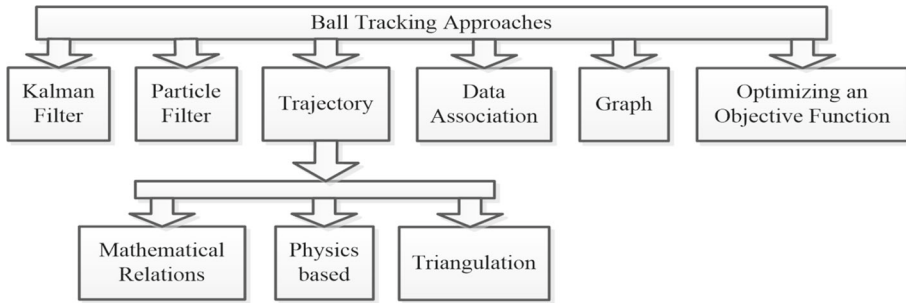 Ball Tracking Approaches
Kalman
Filter
Particle
Filter
Trajectory
Data
Association
Graph
Optimizing an
Objective Function
Mathematical
Relations
Physics
based
Triangulation